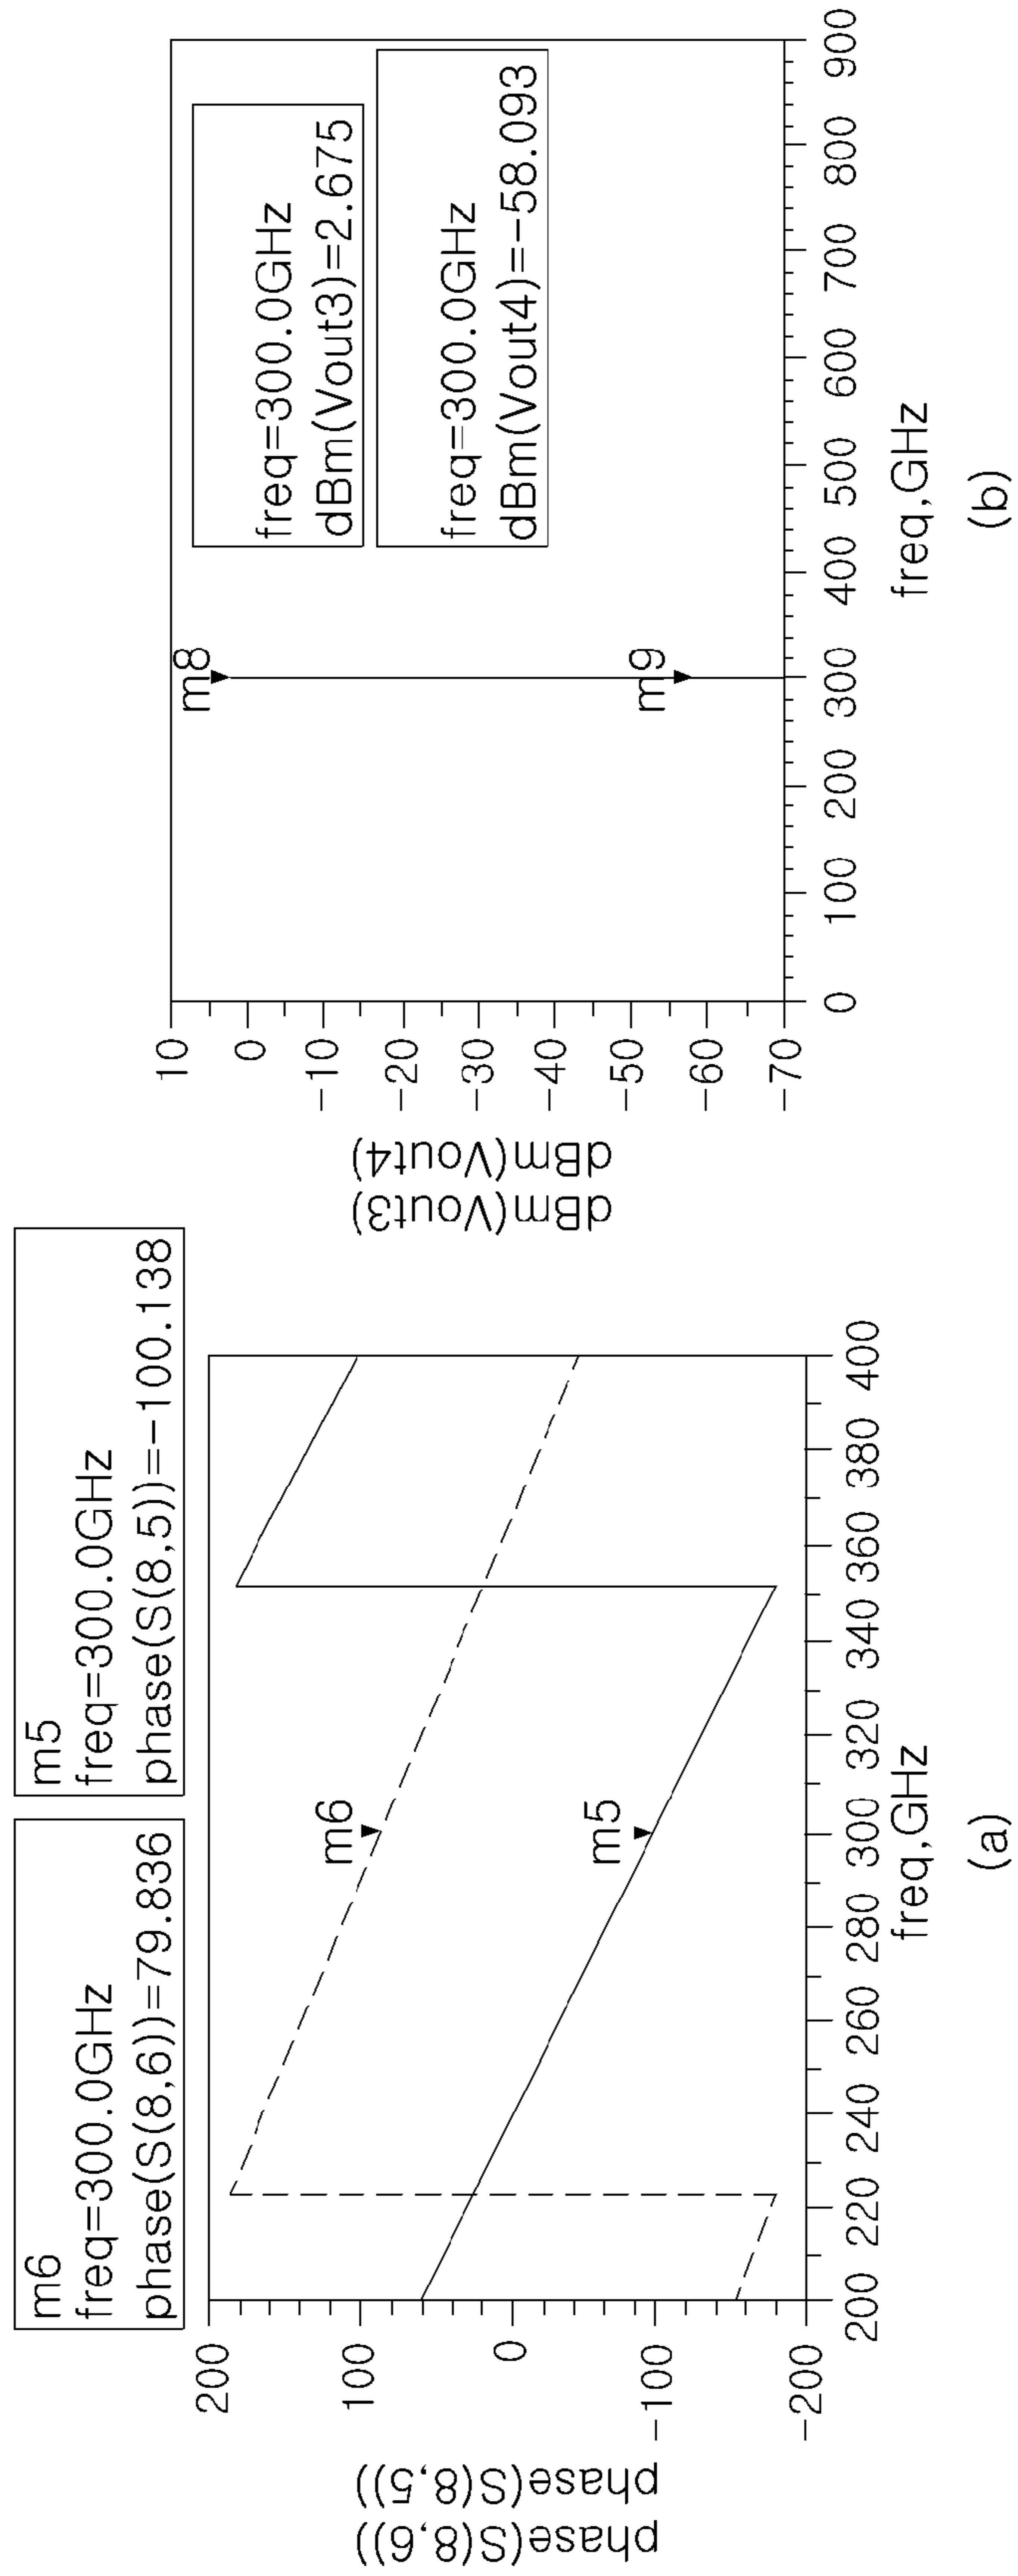 m6
freq=300.0GHz
phase(S(8,6))=79.836
m5
freq=300.0GHz
phase(S(8,5))=-100.138
phase(S(8,6))
phase(S(8,5))
200
100
0
-100
-200
m6
m5
200 220 240 260 280 300 320 340 360 380 400
freq,GHz
(a)
dBm(Vout3)
dBm(Vout4)
10
0
-10
-20
-30
-40
-50
-60
-70
m8
m9
freq=300.0GHz
dBm(Vout3)=2.675
freq=300.0GHz
dBm(Vout4)=-58.093
0 100 200 300 400 500 600 700 800 900
freq,GHz
(b)